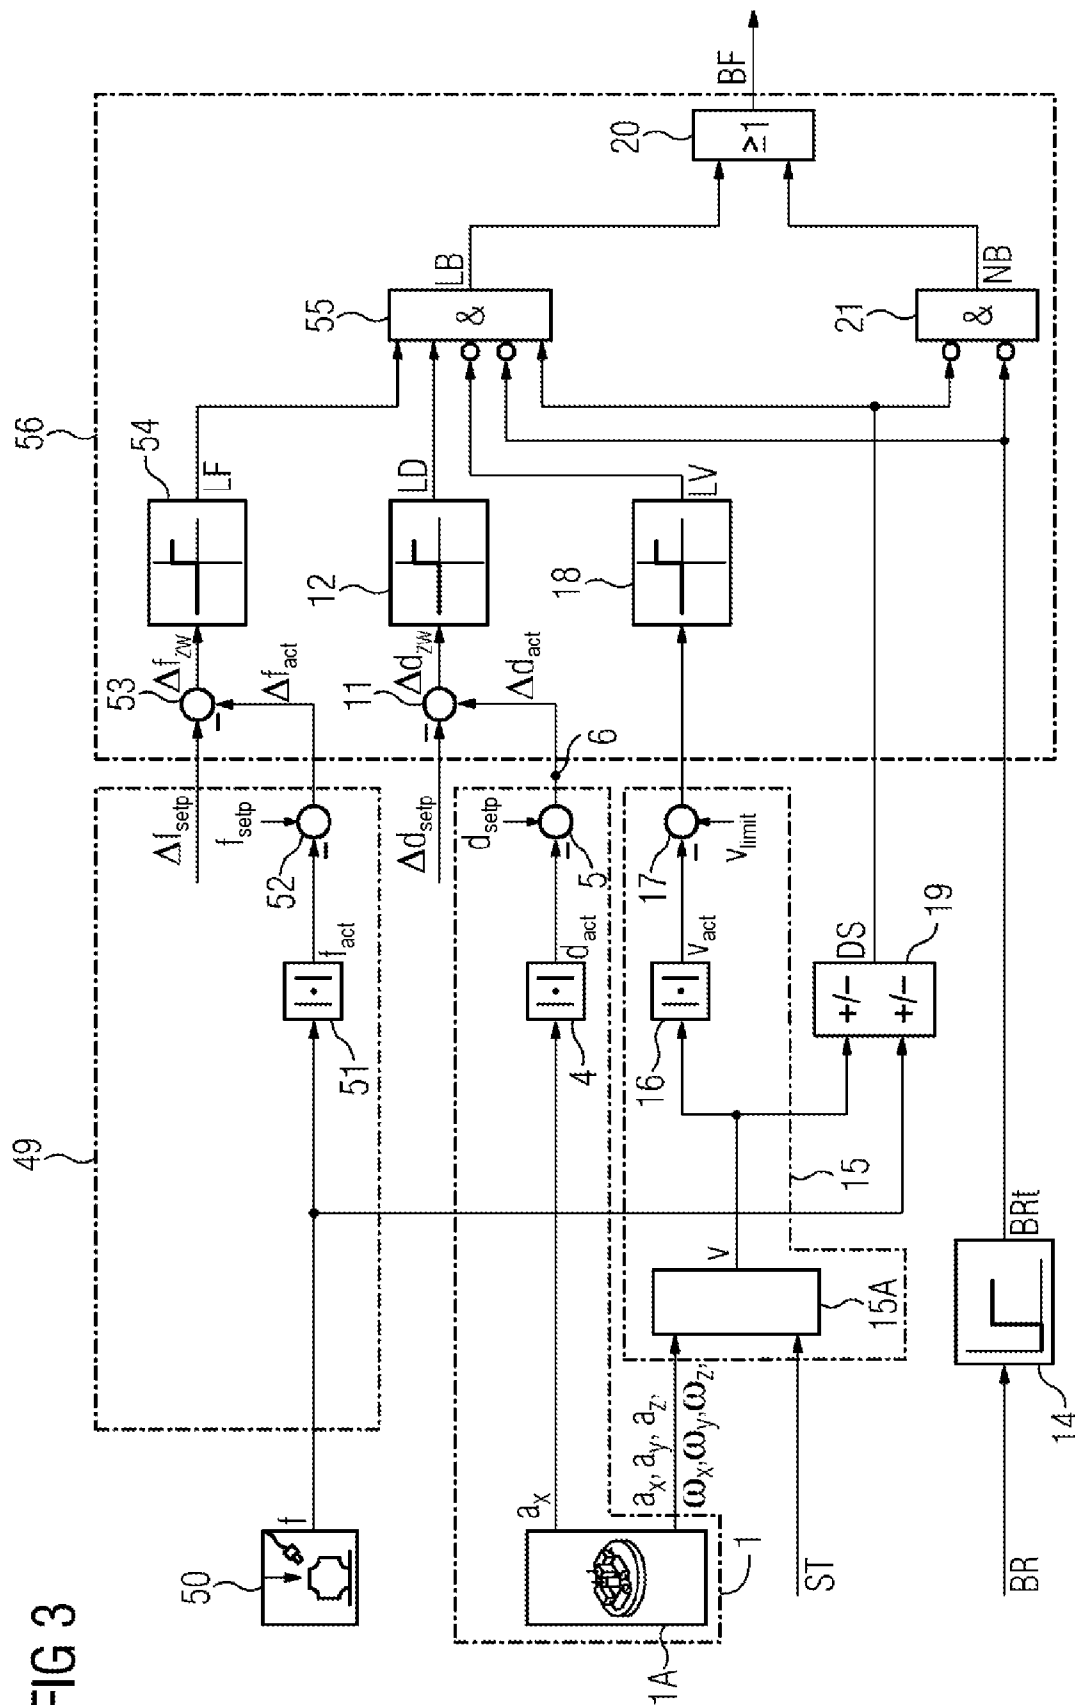 FIG 3
49
56
50
f
51
f_act
52
f_setp
Δf_setp
53
Δf_zw
Δf_act
54
LF
Δd_setp
11
Δd_zw
Δd_act
12
LD
55
&
LB
20
≥1
BF
1A
a_x
4
d_act
d_setp
5
6
1
a_x, a_y, a_z,
ω_x, ω_y, ω_z,
ST
15A
v
15
16
v_act
17
v_limit
18
LV
+/–
+/–
DS
19
21
&
NB
BR
14
BRt